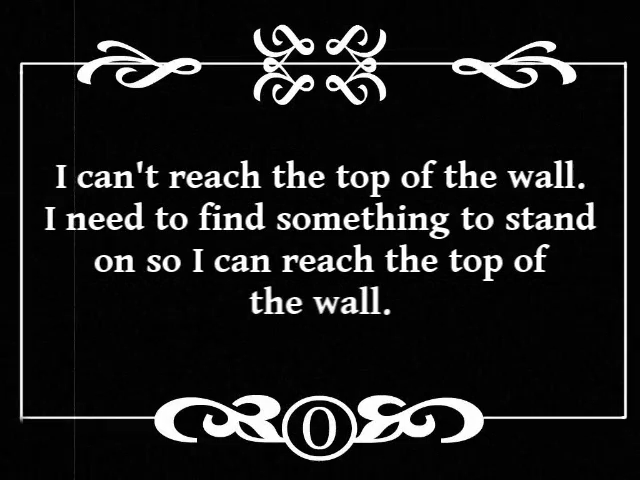 I can't reach the top of the wall.
I need to find something to stand
on so I can reach the top of
the wall.
O